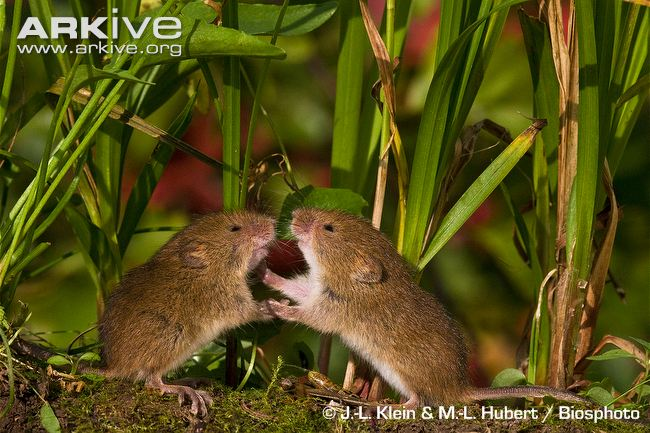 ARKIVE
www.ARKive.org
© J.-L. Klein & M.-L. Hubert / Biosphoto